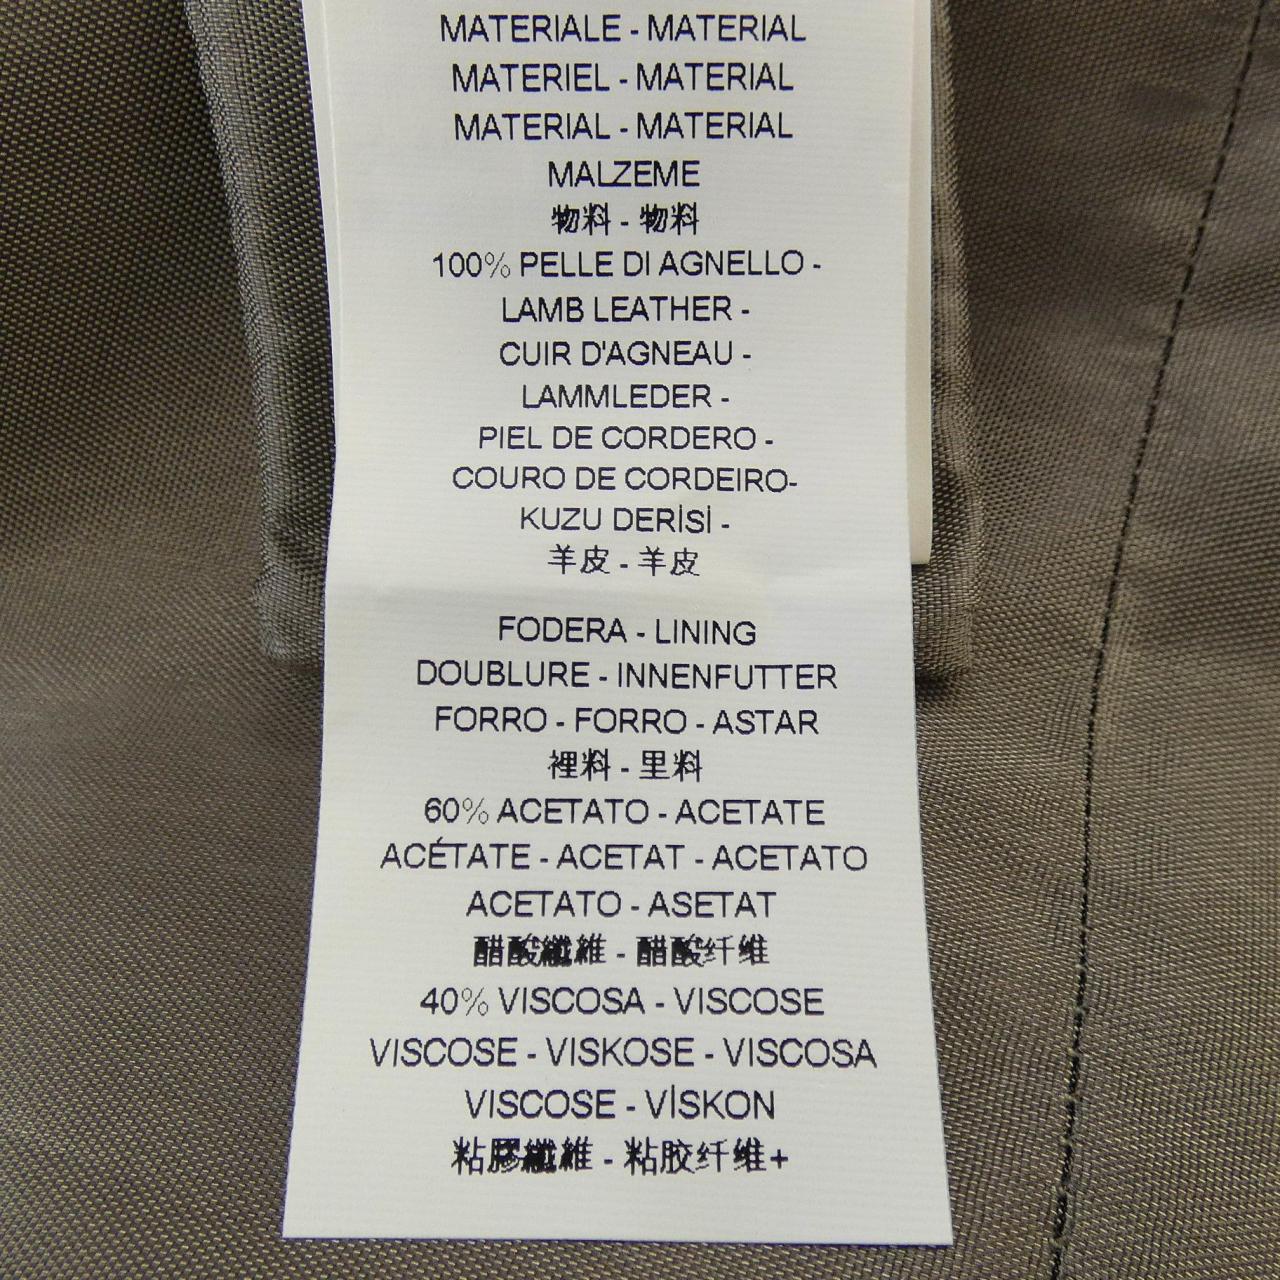 MATERIALE - MATERIAL
MATERIEL - MATERIAL
MATERIAL - MATERIAL
MALZEME
物料 - 物料
100% PELLE DI AGNELLO -
LAMB LEATHER -
CUIR D'AGNEAU -
LAMMLEDER -
PIEL DE CORDERO -
COURO DE CORDEIRO-
KUZU DERİSİ -
羊皮 - 羊皮
FODERA - LINING
DOUBLURE - INNENFUTTER
FORRO - FORRO - ASTAR
裡料 - 里料
60% ACETATO - ACETATE
ACÉTATE - ACETAT - ACETATO
ACETATO - ASETAT
醋酸纖維 - 醋酸纤维
40% VISCOSA - VISCOSE
VISCOSE - VISKOSE - VISCOSA
VISCOSE - VİSKON
粘膠纖維 - 粘胶纤维+